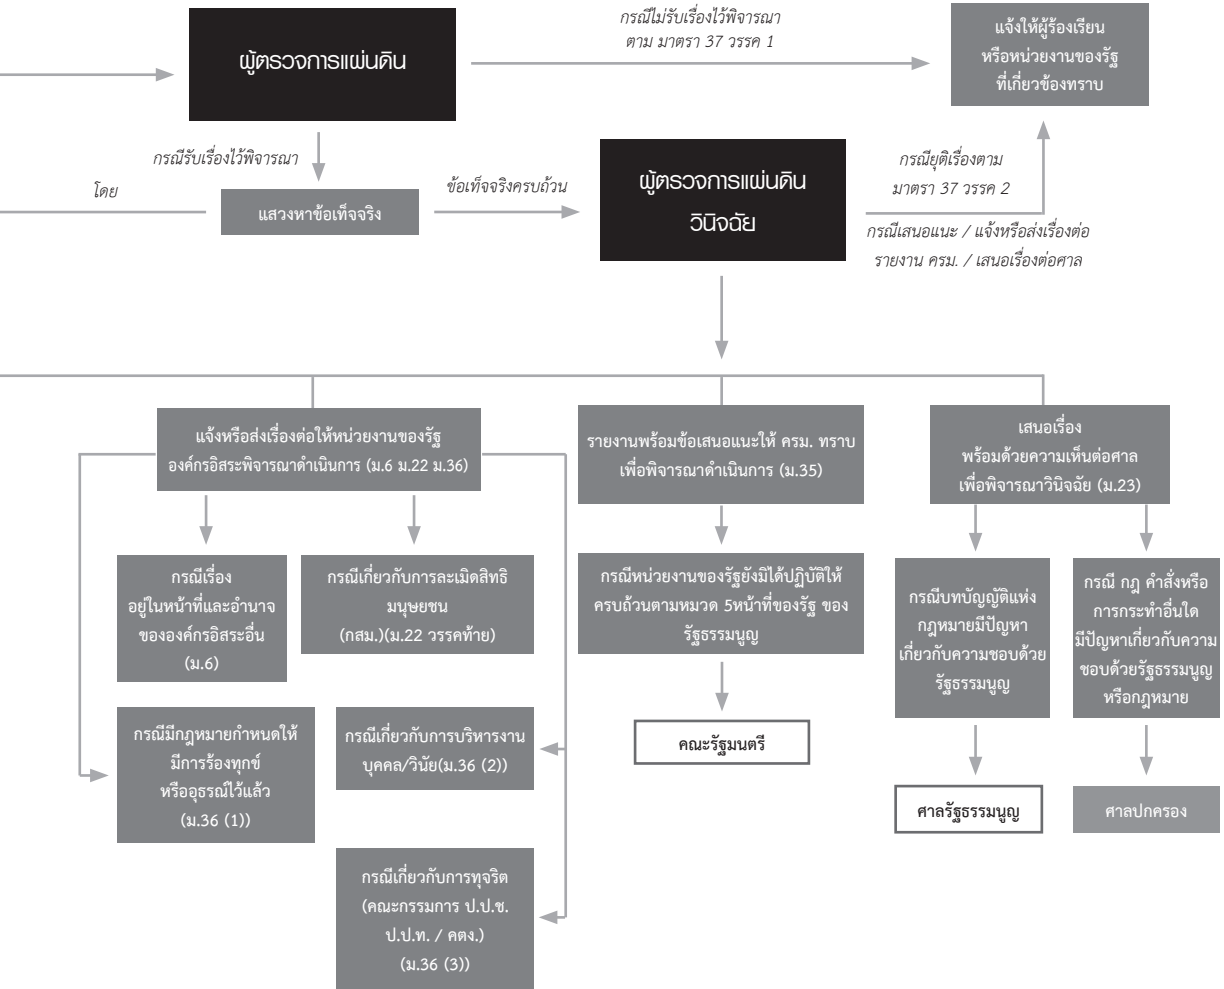 ผู้ตรวจการแผ่นดิน
กรณีไม่รับเรื่องไว้พิจารณา
ตาม มาตรา 37 วรรค 1
แจ้งให้ผู้ร้องเรียน
หรือหน่วยงานของรัฐ
ที่เกี่ยวข้องทราบ
กรณีรับเรื่องไว้พิจารณา
โดย
แสวงหาข้อเท็จจริง
ข้อเท็จจริงครบถ้วน
ผู้ตรวจการแผ่นดิน
วินิจฉัย
กรณียุติเรื่องตาม
มาตรา 37 วรรค 2
กรณีเสนอแนะ / แจ้งหรือส่งเรื่องต่อ
รายงาน ครม. / เสนอเรื่องต่อศาล
แจ้งหรือส่งเรื่องต่อให้หน่วยงานของรัฐ
องค์กรอิสระพิจารณาดำเนินการ (ม.6 ม.22 ม.36)
กรณีเรื่อง
อยู่ในหน้าที่และอำนาจ
ขององค์กรอิสระอื่น
(ม.6)
กรณีเกี่ยวกับการละเมิดสิทธิ
มนุษยชน
(กสม.)(ม.22 วรรคท้าย)
กรณีมีกฎหมายกำหนดให้
มีการร้องทุกข์
หรืออุธรณ์ไว้แล้ว
(ม.36 (1))
กรณีเกี่ยวกับการบริหารงาน
บุคคล/วินัย(ม.36 (2))
กรณีเกี่ยวกับการทุจริต
(คณะกรรมการ ป.ป.ช.
ป.ป.ท. / คตง.)
(ม.36 (3))
รายงานพร้อมข้อเสนอแนะให้ ครม. ทราบ
เพื่อพิจารณาดำเนินการ (ม.35)
กรณีหน่วยงานของรัฐยังมิได้ปฏิบัติให้
ครบถ้วนตามหมวด 5หน้าที่ของรัฐ ของ
รัฐธรรมนูญ
คณะรัฐมนตรี
เสนอเรื่อง
พร้อมด้วยความเห็นต่อศาล
เพื่อพิจารณาวินิจฉัย (ม.23)
กรณีบทบัญญัติแห่ง
กฎหมายมีปัญหา
เกี่ยวกับความชอบด้วย
รัฐธรรมนูญ
ศาลรัฐธรรมนูญ
กรณี กฎ คำสั่งหรือ
การกระทำอื่นใด
มีปัญหาเกี่ยวกับความ
ชอบด้วยรัฐธรรมนูญ
หรือกฎหมาย
ศาลปกครอง